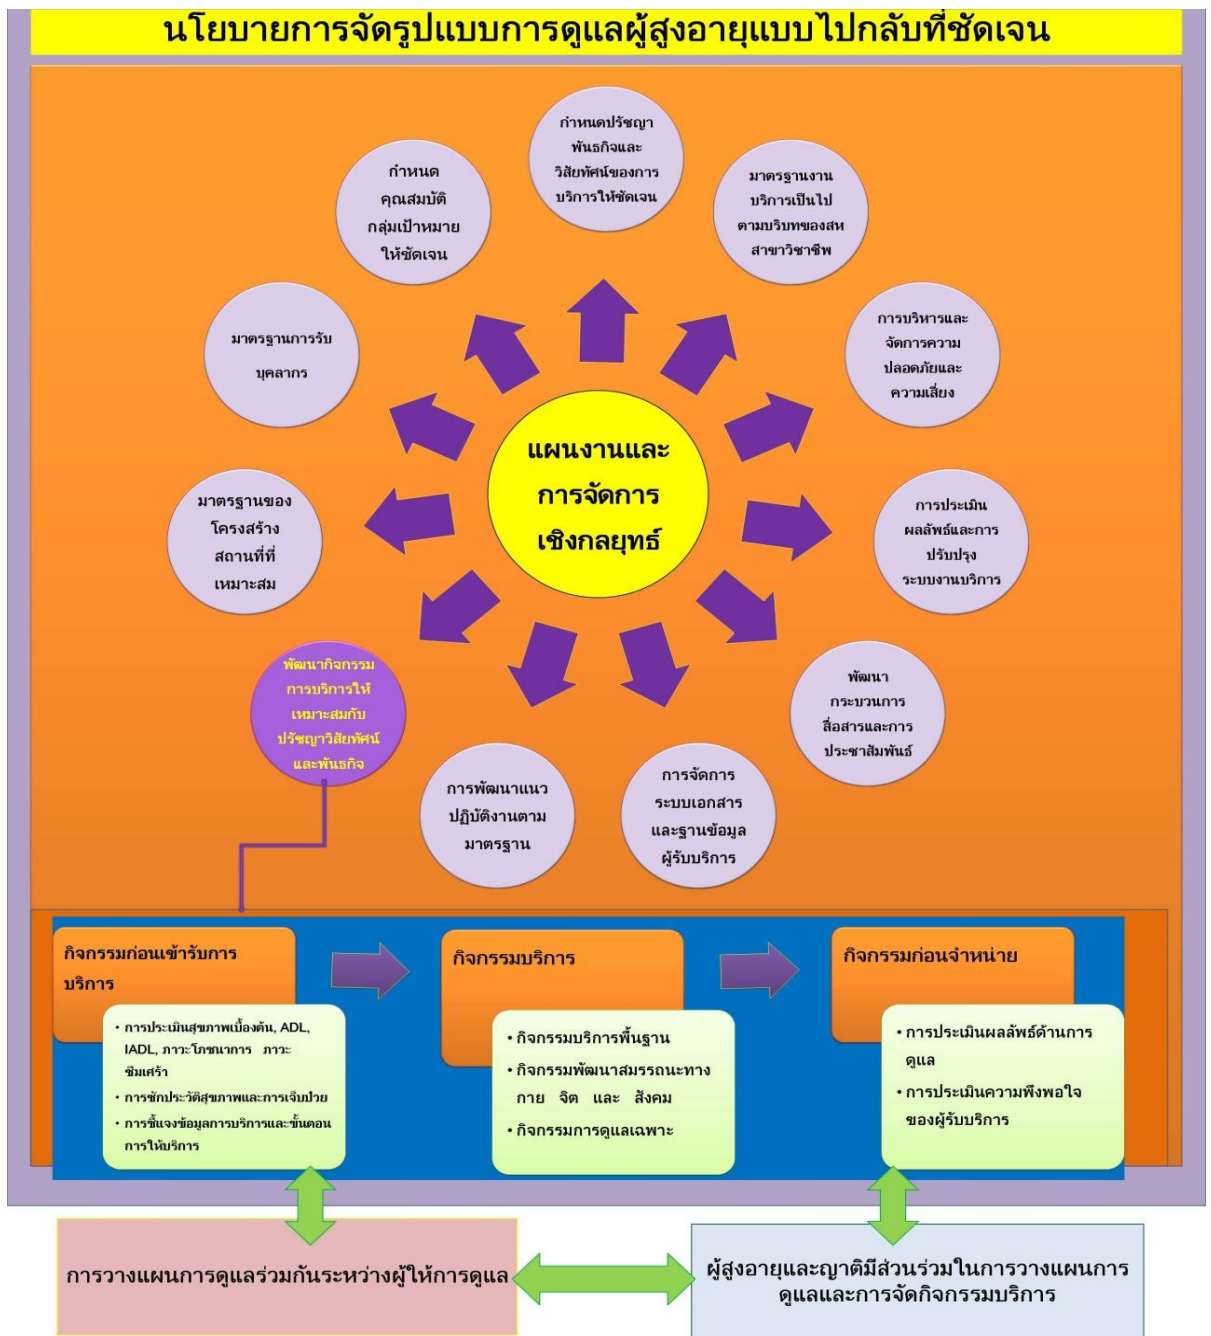 นโยบายการจัดรูปแบบการดูแลผู้สูงอายุแบบไปกลับที่ชัดเจน
กำหนดปรัชญา
พันธกิจและ
วิสัยทัศน์ของการ
บริการให้ชัดเจน
มาตรฐานงาน
บริการเป็นไป
ตามบริบทของสห
สาขาวิชาชีพ
การบริหารและ
จัดการความ
ปลอดภัยและ
ความเสี่ยง
การประเมิน
ผลลัพธ์และการ
ปรับปรุง
ระบบงานบริการ
พัฒนา
กระบวนการ
สื่อสารและการ
ประชาสัมพันธ์
การจัดการ
ระบบเอกสาร
และฐานข้อมูล
ผู้รับบริการ
การพัฒนาแนว
ปฏิบัติงานตาม
มาตรฐาน
พัฒนากิจกรรม
การบริการให้
เหมาะสมกับ
ปรัชญาวิสัยทัศน์
และพันธกิจ
มาตรฐานของ
โครงสร้าง
สถานที่ที่
เหมาะสม
มาตรฐานการรับ
บุคลากร
กำหนด
คุณสมบัติ
กลุ่มเป้าหมาย
ให้ชัดเจน
แผนงานและ
การจัดการ
เชิงกลยุทธ์
กิจกรรมก่อนเข้ารับการ
บริการ
• การประเมินสุขภาพเบื้องต้น, ADL,
IADL, ภาวะโภชนาการ ภาวะ
ซึมเศร้า
• การซักประวัติสุขภาพและการเจ็บป่วย
• การชี้แจงข้อมูลการบริการและขั้นตอน
การให้บริการ
กิจกรรมบริการ
• กิจกรรมบริการพื้นฐาน
• กิจกรรมพัฒนาสมรรถนะทาง
กาย จิต และ สังคม
• กิจกรรมการดูแลเฉพาะ
กิจกรรมก่อนจำหน่าย
• การประเมินผลลัพธ์ด้านการ
ดูแล
• การประเมินความพึงพอใจ
ของผู้รับบริการ
การวางแผนการดูแลร่วมกันระหว่างผู้ให้การดูแล
ผู้สูงอายุและญาติมีส่วนร่วมในการวางแผนการ
ดูแลและการจัดกิจกรรมบริการ